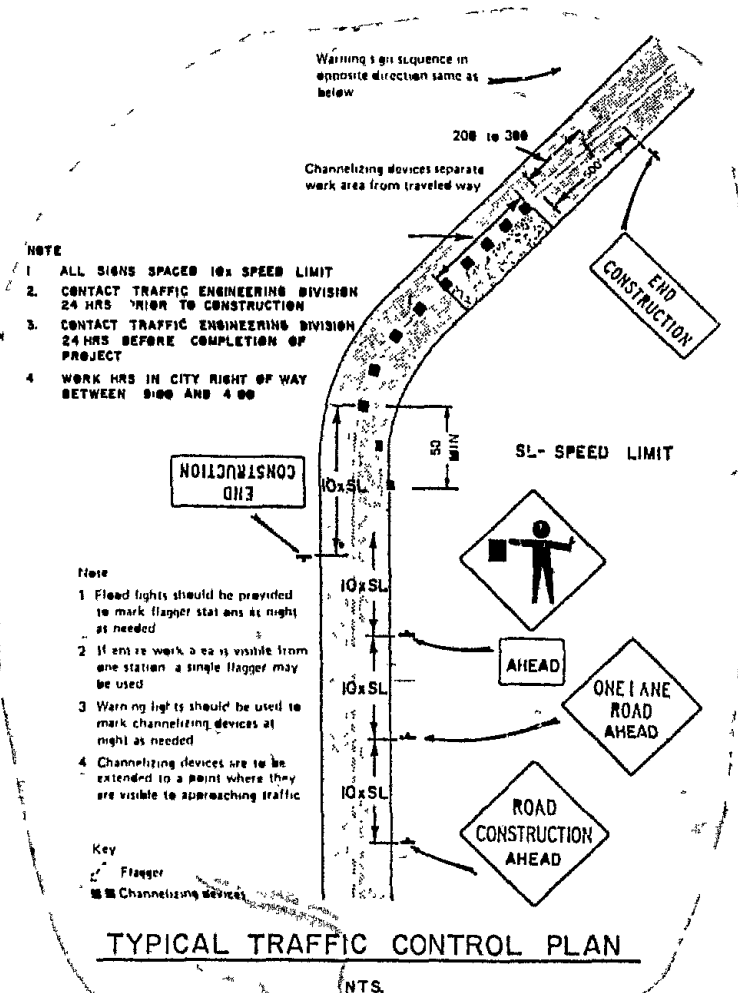 Warning sign sequence in
opposite direction same as
below
200 to 300
Channelizing devices separate
work area from traveled way
500'
END
CONSTRUCTION
NOTE
1 ALL SIGNS SPACED 10x SPEED LIMIT
2. CONTACT TRAFFIC ENGINEERING DIVISION
24 HRS PRIOR TO CONSTRUCTION
3. CONTACT TRAFFIC ENGINEERING DIVISION
24 HRS BEFORE COMPLETION OF
PROJECT
4 WORK HRS IN CITY RIGHT OF WAY
BETWEEN 9:00 AND 4 00
50
MIN
SL- SPEED LIMIT
END
CONSTRUCTION
10xSL
10xSL
AHEAD
10xSL
ONE LANE
ROAD
AHEAD
10xSL
ROAD
CONSTRUCTION
AHEAD
Note
1 Flood lights should be provided
to mark flagger stations at night
as needed
2 If entire work area is visible from
one station a single flagger may
be used
3 Warning lights should be used to
mark channelizing devices at
night as needed
4 Channelizing devices are to be
extended to a point where they
are visible to approaching traffic
Key
Flagger
Channelizing devices
TYPICAL TRAFFIC CONTROL PLAN
NTS.